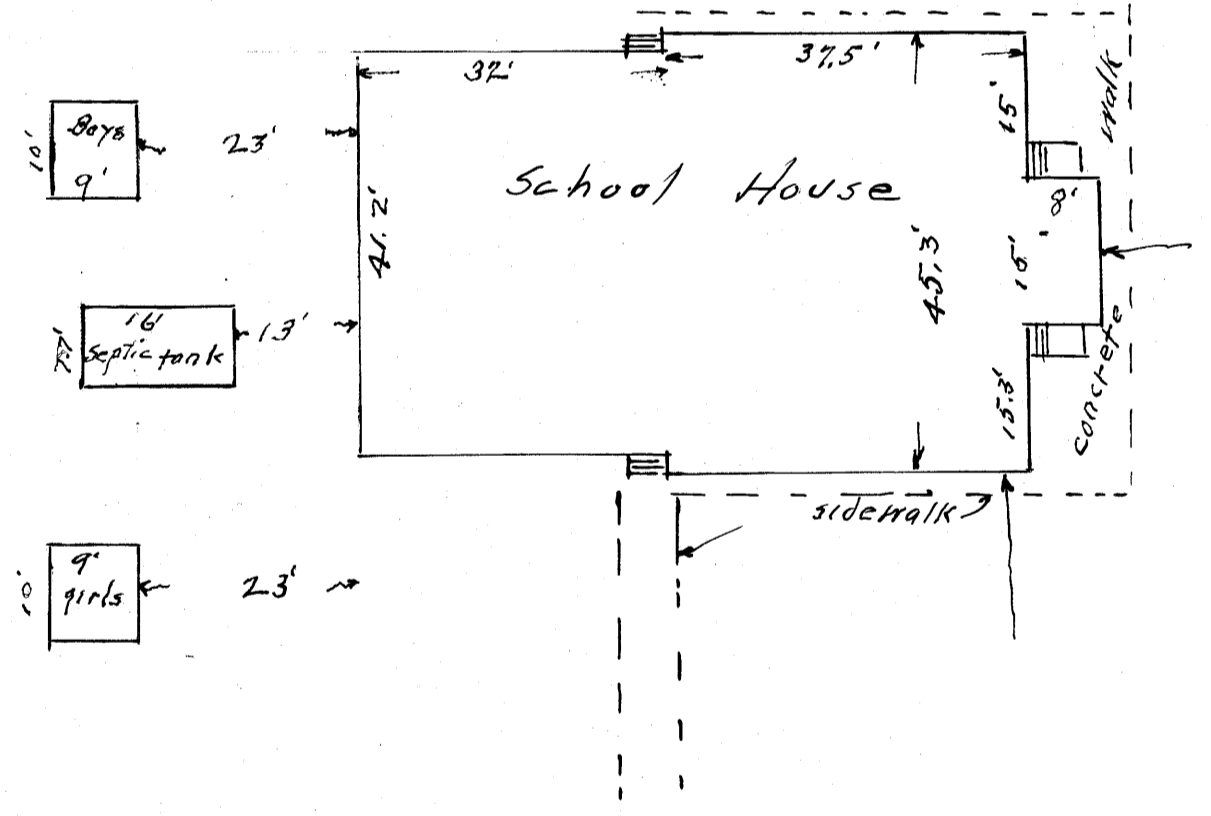 32'
37.5'
15'
walk
Boys
10'
9'
23'
School House
41.2'
8'
15'
45.3'
16'
13'
septic tank
concrete
15.3'
sidewalk
9'
girls
10'
23'